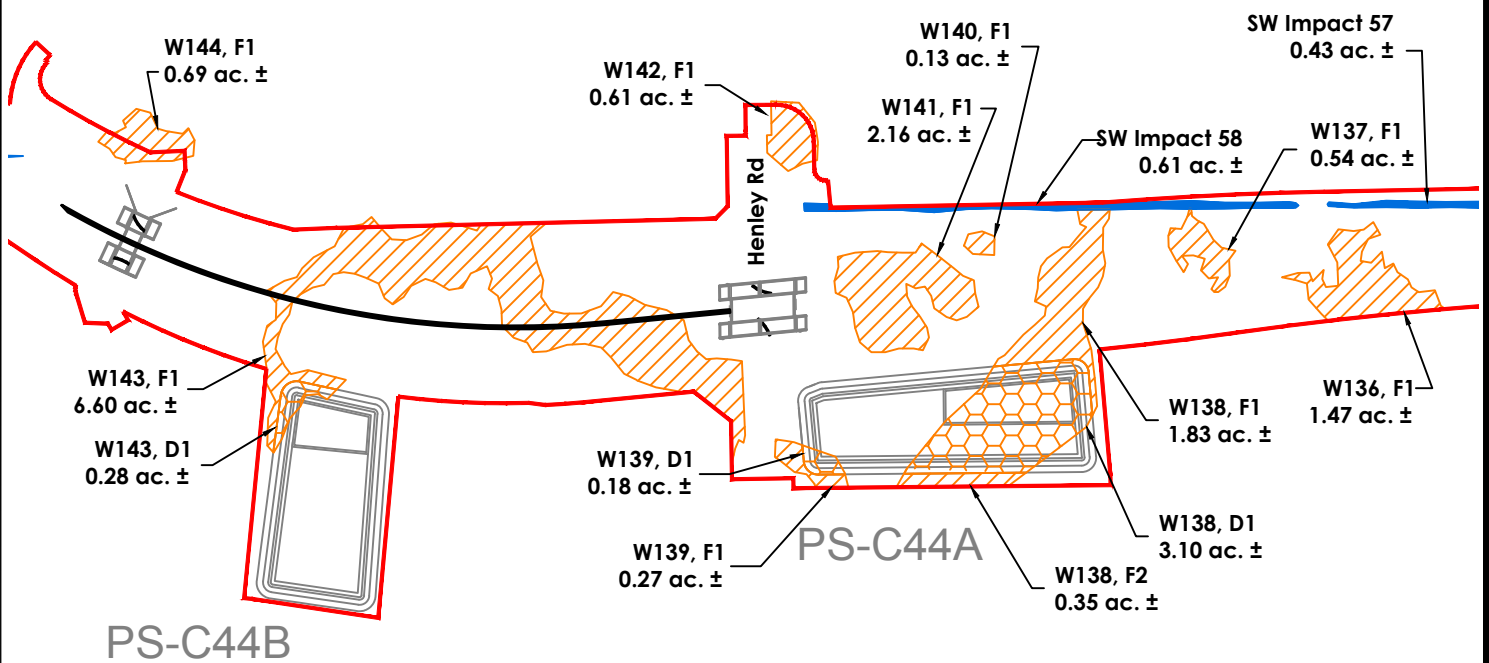 W144, F1
0.69 ac. ±
W142, F1
0.61 ac. ±
W140, F1
0.13 ac. ±
W141, F1
2.16 ac. ±
SW Impact 57
0.43 ac. ±
SW Impact 58
0.61 ac. ±
W137, F1
0.54 ac. ±
Henley Rd
W143, F1
6.60 ac. ±
W143, D1
0.28 ac. ±
W139, D1
0.18 ac. ±
W139, F1
0.27 ac. ±
W138, F1
1.83 ac. ±
W136, F1
1.47 ac. ±
W138, D1
3.10 ac. ±
W138, F2
0.35 ac. ±
PS-C44A
PS-C44B